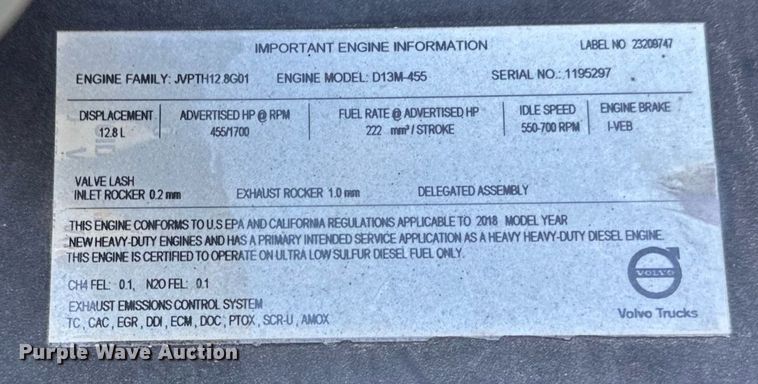 IMPORTANT ENGINE INFORMATION LABEL NO 23209747
ENGINE FAMILY: JVPTH12.8G01 ENGINE MODEL: D13M-455 SERIAL NO.: 1195297
DISPLACEMENT ADVERTISED HP @ RPM FUEL RATE @ ADVERTISED HP IDLE SPEED ENGINE BRAKE
12.8 L 455/1700 222 mm³ / STROKE 550-700 RPM I-VEB
VALVE LASH
INLET ROCKER 0.2 mm EXHAUST ROCKER 1.0 mm DELEGATED ASSEMBLY
THIS ENGINE CONFORMS TO U.S EPA AND CALIFORNIA REGULATIONS APPLICABLE TO 2018 MODEL YEAR
NEW HEAVY-DUTY ENGINES AND HAS A PRIMARY INTENDED SERVICE APPLICATION AS A HEAVY HEAVY-DUTY DIESEL ENGINE.
THIS ENGINE IS CERTIFIED TO OPERATE ON ULTRA LOW SULFUR DIESEL FUEL ONLY.
CH4 FEL: 0.1, N2O FEL: 0.1
EXHAUST EMISSIONS CONTROL SYSTEM
TC, CAC, EGR, DDI, ECM, DOC, PTOX, SCR-U, AMOX
VOLVO
Volvo Trucks
Purple Wave Auction